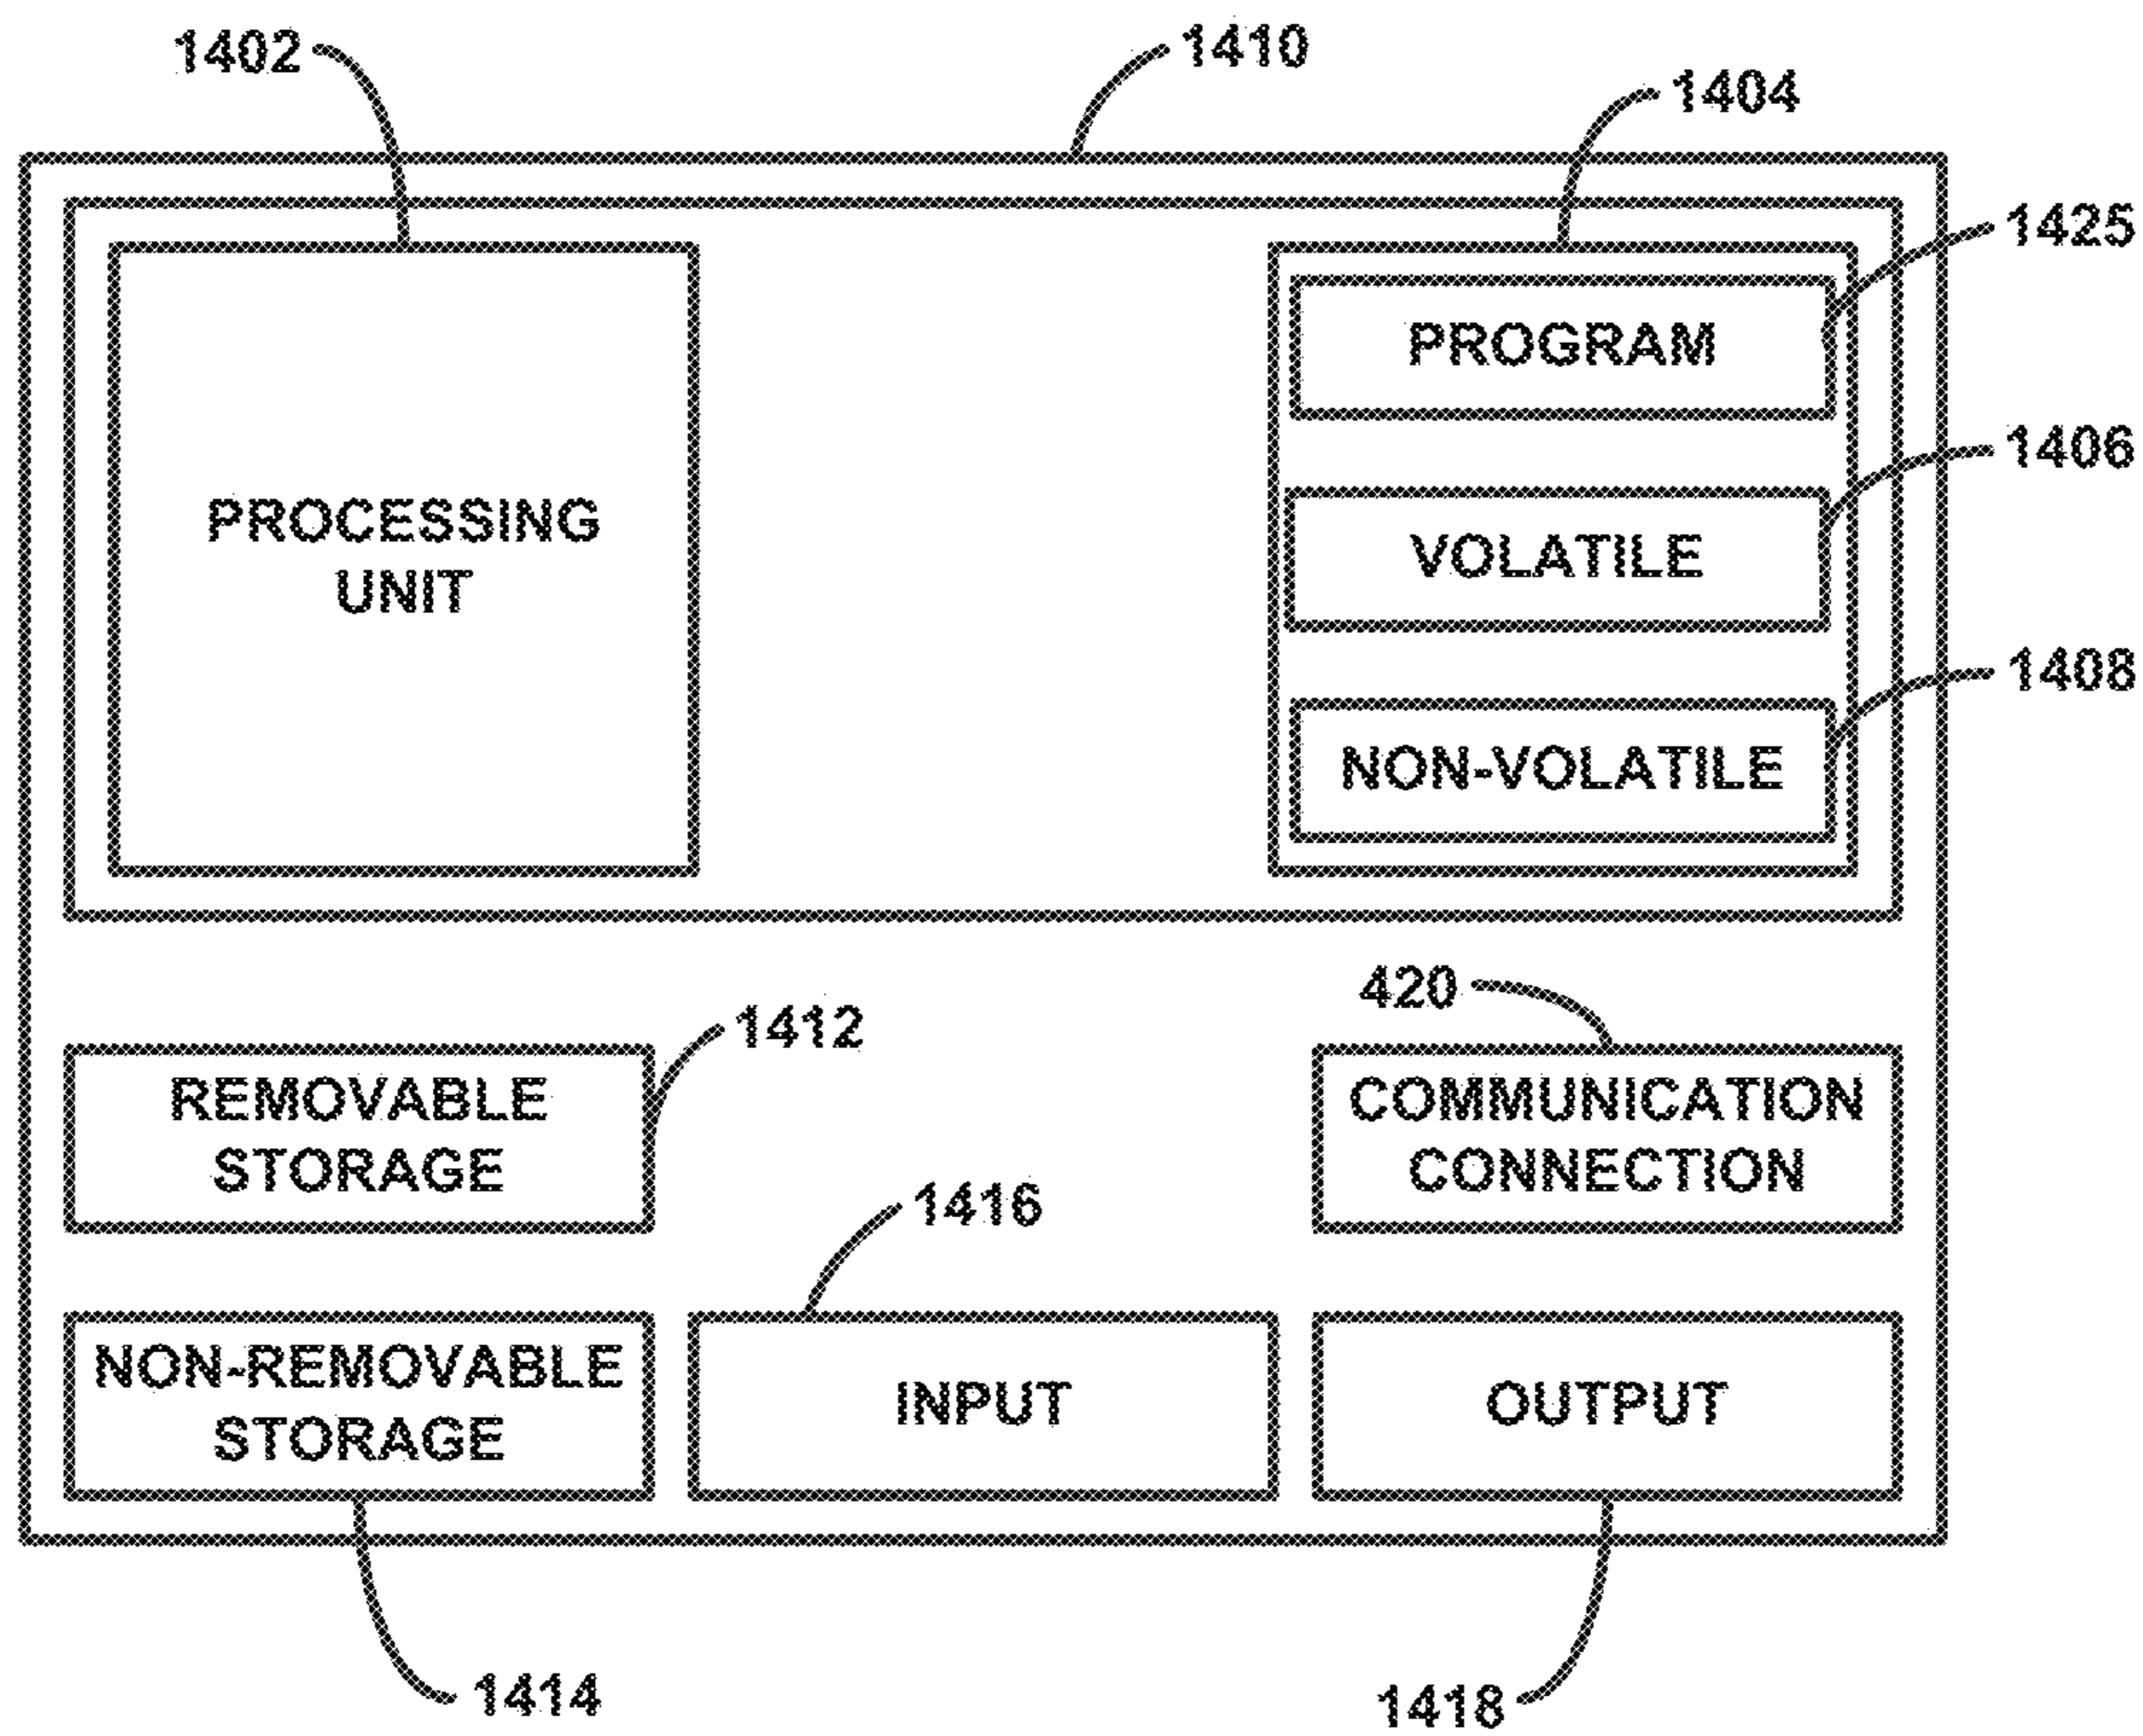 1402
1410
1404
1425
PROGRAM
1406
PROCESSING
UNIT
VOLATILE
1408
NON-VOLATILE
420
1412
REMOVABLE
STORAGE
COMMUNICATION
CONNECTION
1416
NON-REMOVABLE
STORAGE
INPUT
OUTPUT
1414
1418